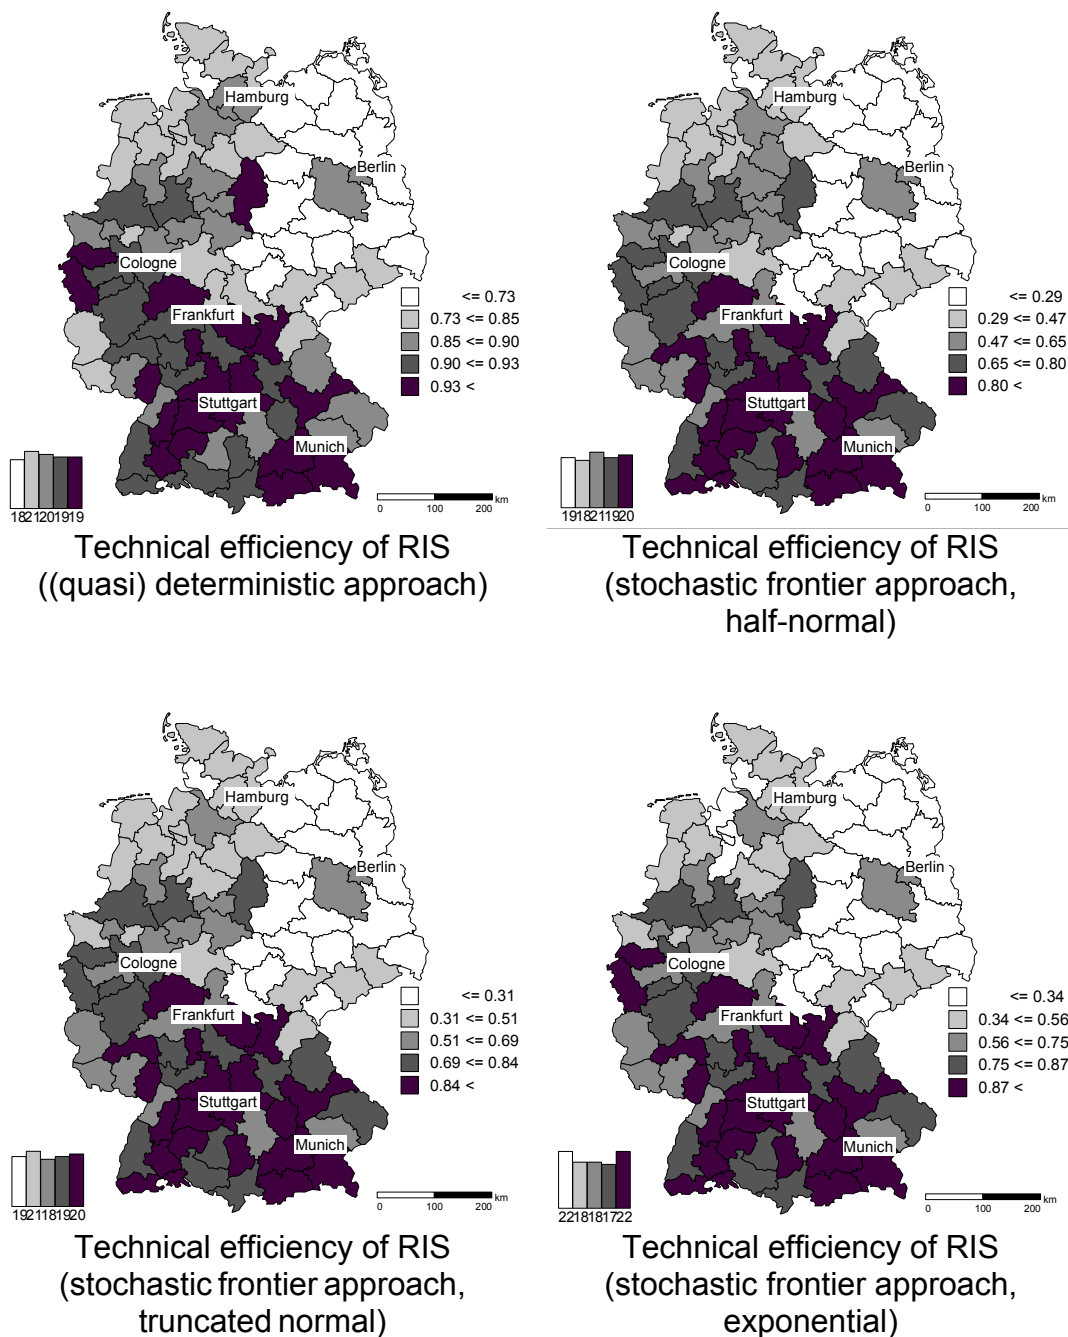 Hamburg
Berlin
Cologne
Frankfurt
Stuttgart
Munich
<= 0.73
0.73 <= 0.85
0.85 <= 0.90
0.90 <= 0.93
0.93 <
18 21 20 19 19
0 100 200 km
Technical efficiency of RIS
((quasi) deterministic approach)
Hamburg
Berlin
Cologne
Frankfurt
Stuttgart
Munich
<= 0.29
0.29 <= 0.47
0.47 <= 0.65
0.65 <= 0.80
0.80 <
19 18 21 19 20
0 100 200 km
Technical efficiency of RIS
(stochastic frontier approach,
half-normal)
Hamburg
Berlin
Cologne
Frankfurt
Stuttgart
Munich
<= 0.31
0.31 <= 0.51
0.51 <= 0.69
0.69 <= 0.84
0.84 <
19 21 18 19 20
0 100 200 km
Technical efficiency of RIS
(stochastic frontier approach,
truncated normal)
Hamburg
Berlin
Cologne
Frankfurt
Stuttgart
Munich
<= 0.34
0.34 <= 0.56
0.56 <= 0.75
0.75 <= 0.87
0.87 <
22 18 18 17 22
0 100 200 km
Technical efficiency of RIS
(stochastic frontier approach,
exponential)